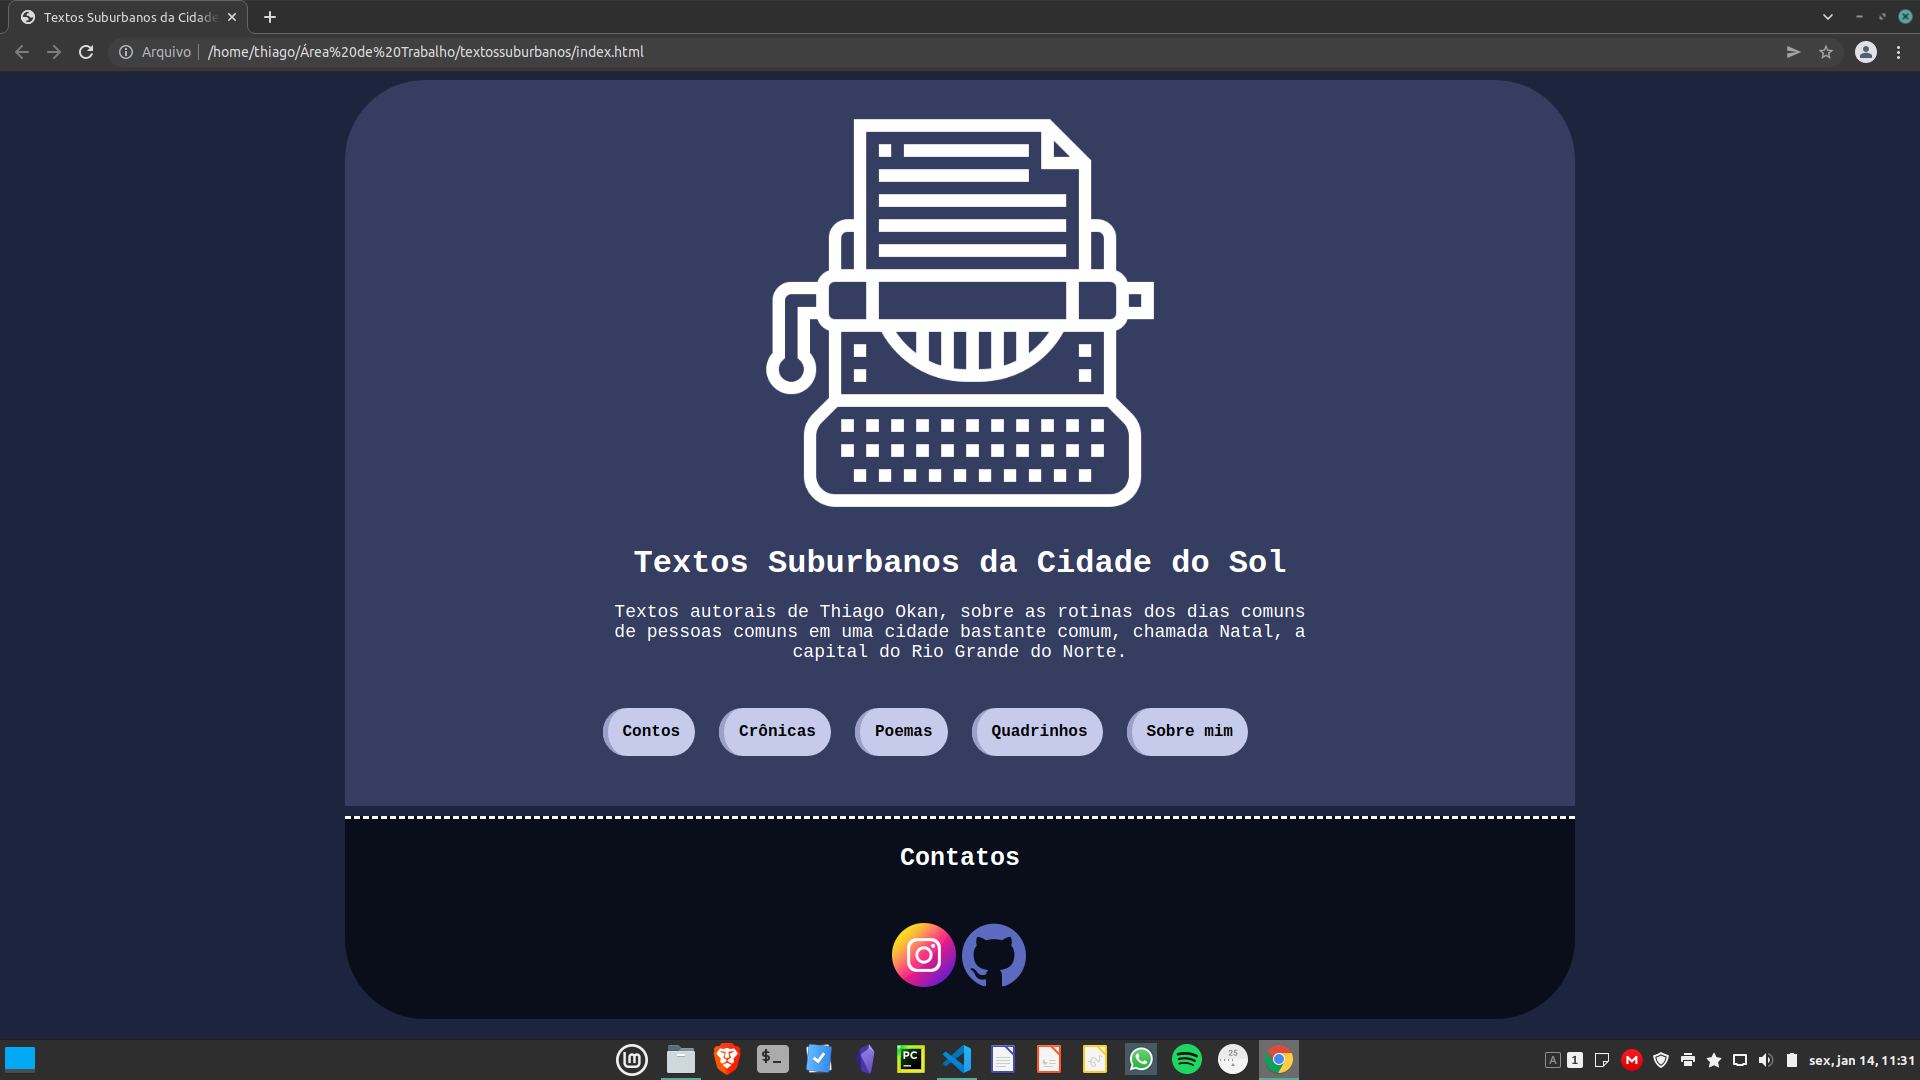 Textos Suburbanos da Cidade
Arquivo /home/thiago/Área%20de%20Trabalho/textossuburbanos/index.html
Textos Suburbanos da Cidade do Sol
Textos autorais de Thiago Okan, sobre as rotinas dos dias comuns
de pessoas comuns em uma cidade bastante comum, chamada Natal, a
capital do Rio Grande do Norte.
Contos
Crônicas
Poemas
Quadrinhos
Sobre mim
Contatos
$_
PC
25
A
1
M
sex, jan 14, 11:31